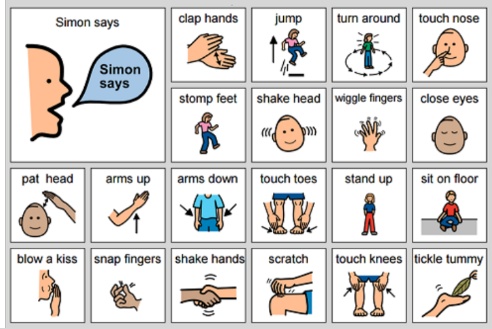 Simon says
Simon
says
clap hands
jump
turn around
touch nose
stomp feet
shake head
wiggle fingers
close eyes
pat head
arms up
arms down
touch toes
stand up
sit on floor
blow a kiss
snap fingers
shake hands
scratch
touch knees
tickle tummy